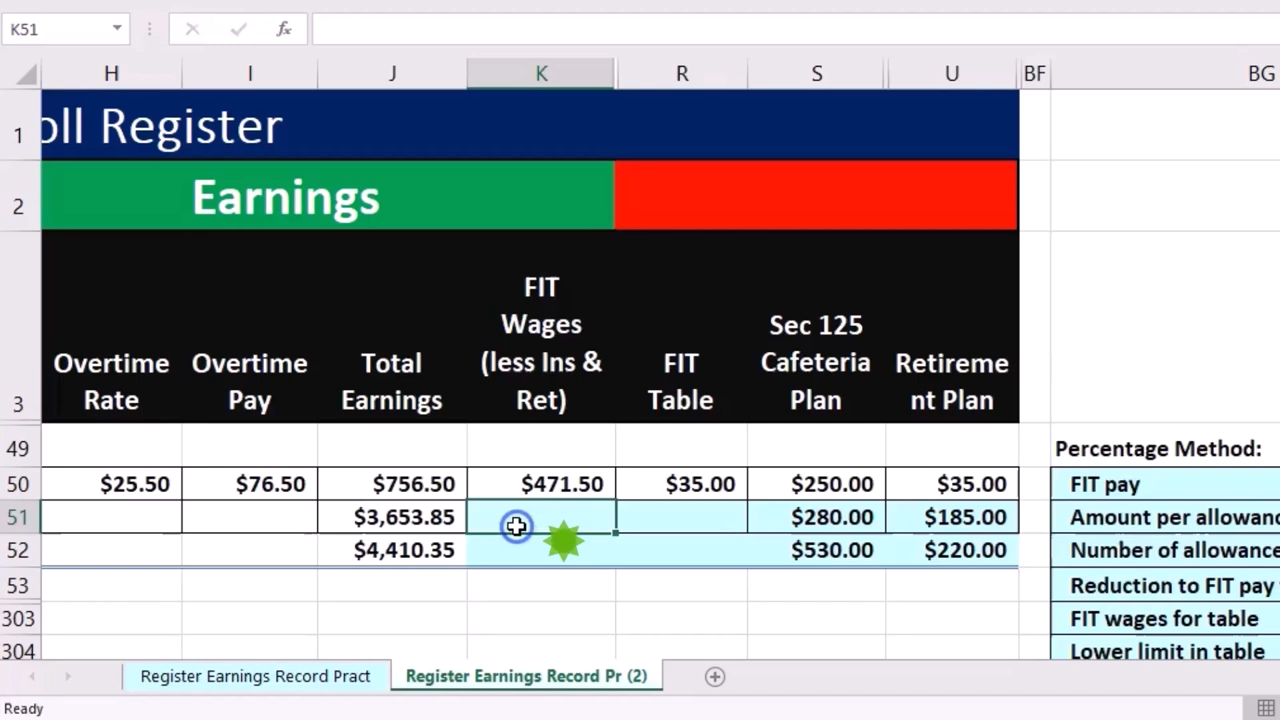 K51
fx
H I J K R S U BF BG
1 oll Register
2 Earnings
3 Overtime Rate Overtime Pay Total Earnings FIT Wages (less Ins & Ret) FIT Table Sec 125 Cafeteria Plan Retireme nt Plan
49 Percentage Method:
50 $25.50 $76.50 $756.50 $471.50 $35.00 $250.00 $35.00 FIT pay
51 $3,653.85 $280.00 $185.00 Amount per allowanc
52 $4,410.35 $530.00 $220.00 Number of allowance
53 Reduction to FIT pay
303 FIT wages for table
304 Lower limit in table
Register Earnings Record Pract Register Earnings Record Pr (2)
Ready